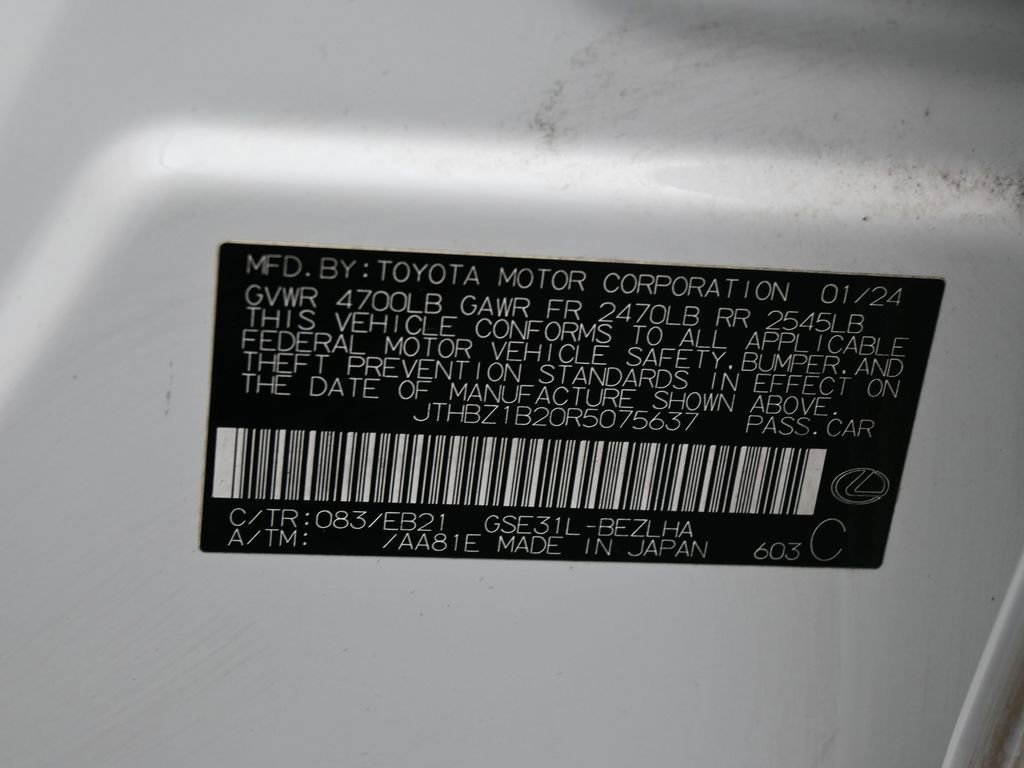 MFD.BY:TOYOTA MOTOR CORPORATION 01/24
GVWR 4700LB GAWR FR 2470LB RR 2545LB
THIS VEHICLE CONFORMS TO ALL APPLICABLE
FEDERAL MOTOR VEHICLE SAFETY,BUMPER,AND
THEFT PREVENTION STANDARDS IN EFFECT ON
THE DATE OF MANUFACTURE SHOWN ABOVE.
JTHBZ1B20R5075637 PASS.CAR
C/TR:083/EB21 GSE31L-BEZLHA
A/TM: /AA81E MADE IN JAPAN 603 C